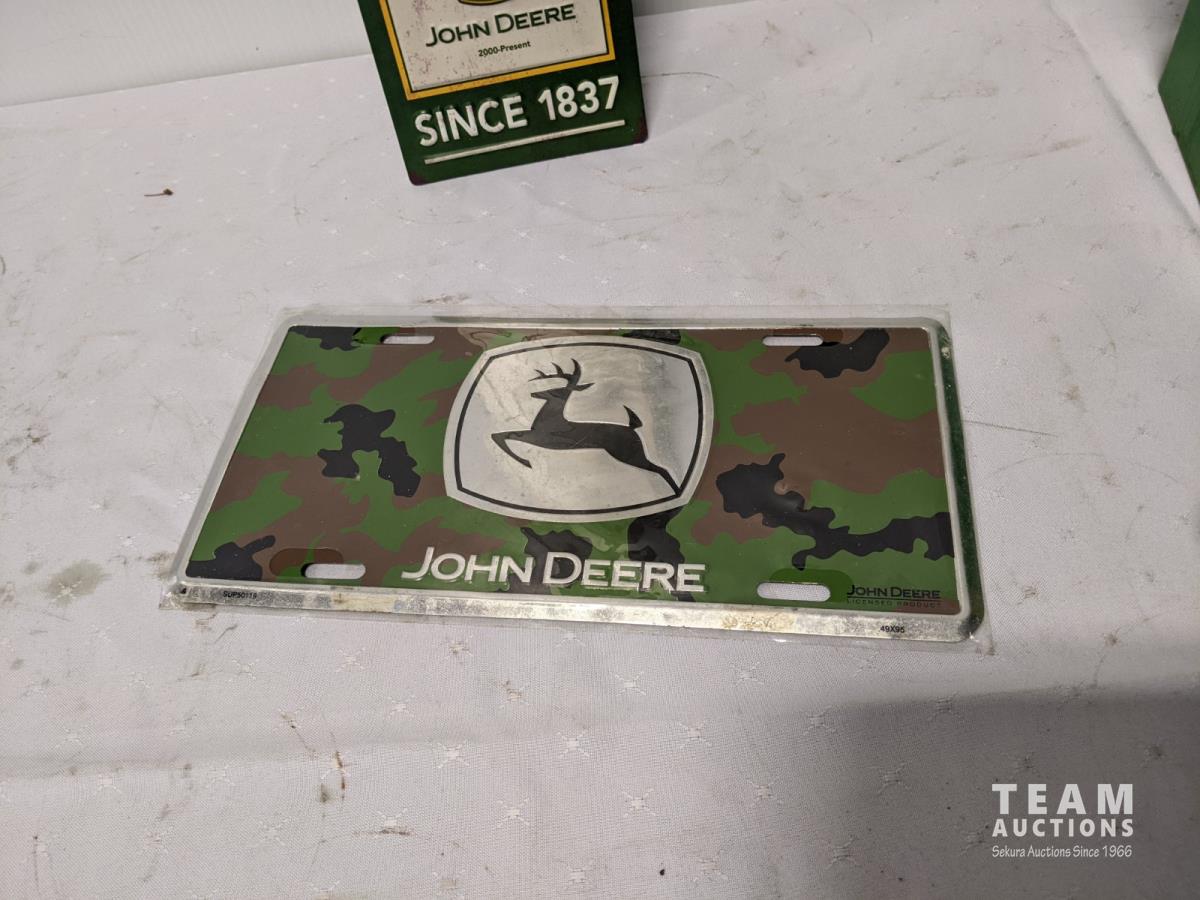 JOHN DEERE
2000-Present
SINCE 1837
JOHN DEERE
JOHN DEERE
LICENSED PRODUCT
49X95
TEAM
AUCTIONS
Sekura Auctions Since 1966